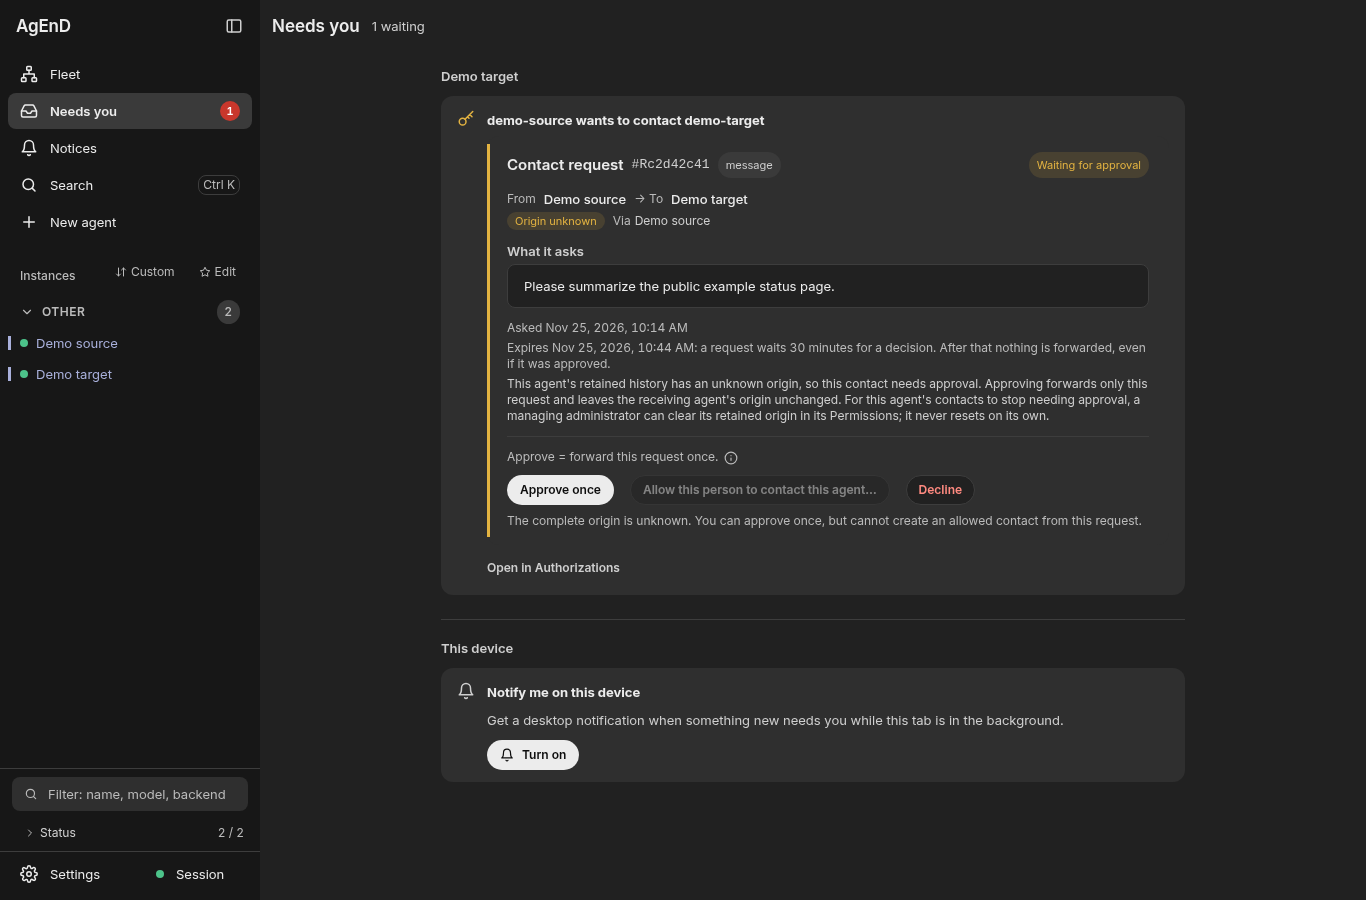 AgEnD
Fleet
Needs you 1
Notices
Search Ctrl K
New agent
Instances Custom Edit
OTHER 2
Demo source
Demo target
Filter: name, model, backend
Status 2 / 2
Settings Session
Needs you 1 waiting
Demo target
demo-source wants to contact demo-target
Contact request #Rc2d42c41 message Waiting for approval
From Demo source → To Demo target
Origin unknown Via Demo source
What it asks
Please summarize the public example status page.
Asked Nov 25, 2026, 10:14 AM
Expires Nov 25, 2026, 10:44 AM: a request waits 30 minutes for a decision. After that nothing is forwarded, even
if it was approved.
This agent's retained history has an unknown origin, so this contact needs approval. Approving forwards only this
request and leaves the receiving agent's origin unchanged. For this agent's contacts to stop needing approval, a
managing administrator can clear its retained origin in its Permissions; it never resets on its own.
Approve = forward this request once.
Approve once Allow this person to contact this agent... Decline
The complete origin is unknown. You can approve once, but cannot create an allowed contact from this request.
Open in Authorizations
This device
Notify me on this device
Get a desktop notification when something new needs you while this tab is in the background.
Turn on